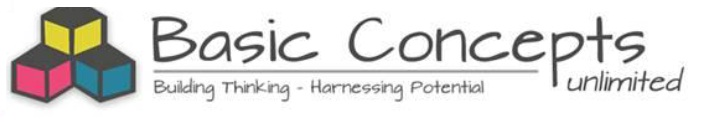 Basic Concepts
unlimited
Building Thinking - Harnessing Potential